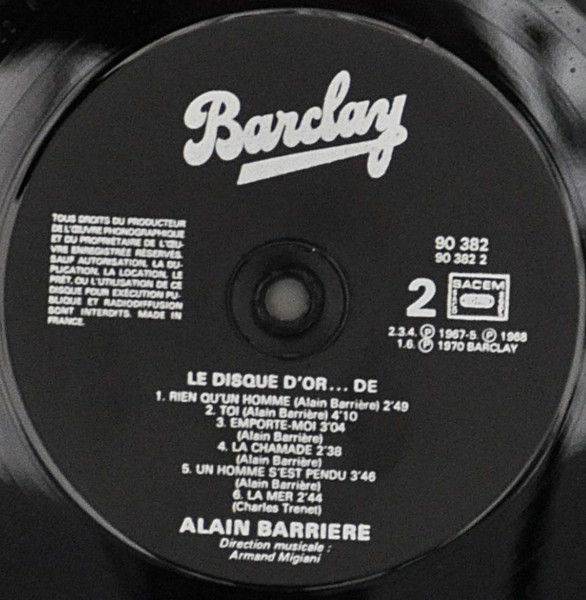 Barclay
TOUS DROITS DU PRODUCTEUR
DE L'ŒUVRE PHONOGRAPHIQUE
ET DU PROPRIÉTAIRE DE L'ŒU-
VRE ENREGISTRÉE RÉSERVÉS.
SAUF AUTORISATION, LA DU-
PLICATION, LA LOCATION, LE
PRÊT, OU L'UTILISATION DE CE
DISQUE POUR EXÉCUTION PU-
BLIQUE ET RADIODIFFUSION
SONT INTERDITS. MADE IN
FRANCE.
90 382
90 382 2
2
SACEM
2.3.4. Ⓟ 1967-5. Ⓟ 1968
1.6. Ⓟ 1970 BARCLAY
LE DISQUE D'OR... DE
1. RIEN QU'UN HOMME (Alain Barrière) 2'49
2. TOI (Alain Barrière) 4'10
3. EMPORTE-MOI 3'04
(Alain Barrière)
4. LA CHAMADE 2'38
(Alain Barrière)
5. UN HOMME S'EST PENDU 3'46
(Alain Barrière)
6. LA MER 2'44
(Charles Trenet)
ALAIN BARRIERE
Direction musicale :
Armand Migiani